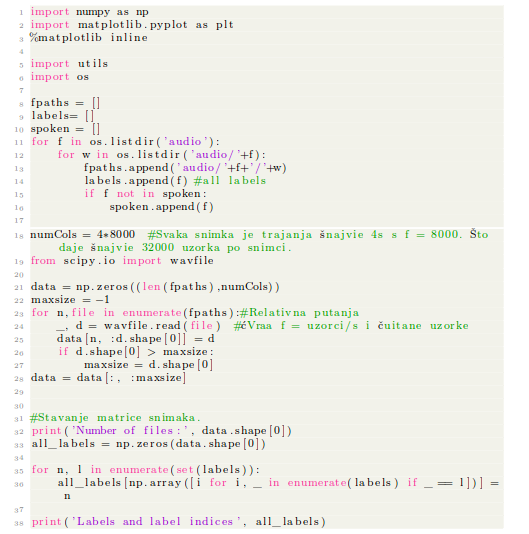 1 import numpy as np
2 import matplotlib.pyplot as plt
3 %matplotlib inline
4
5 import utils
6 import os
7
8 fpaths = []
9 labels= []
10 spoken = []
11 for f in os.listdir('audio'):
12     for w in os.listdir('audio/'+f):
13         fpaths.append('audio/'+f+'/'+w)
14         labels.append(f) #all labels
15         if f not in spoken:
16             spoken.append(f)
17
18 numCols = 4*8000  #Svaka snimka je trajanja šnajvie 4s s f = 8000. Što
daje šnajvie 32000 uzorka po snimci.
19 from scipy.io import wavfile
20
21 data = np.zeros((len(fpaths),numCols))
22 maxsize = -1
23 for n,file in enumerate(fpaths):#Relativna putanja
24     _, d = wavfile.read(file)  #ćVraa f = uzorci/s i čuitane uzorke
25     data[n, :d.shape[0]] = d
26     if d.shape[0] > maxsize:
27         maxsize = d.shape[0]
28 data = data[:, :maxsize]
29
30
31 #Stavanje matrice snimaka.
32 print('Number of files:', data.shape[0])
33 all_labels = np.zeros(data.shape[0])
34
35 for n, l in enumerate(set(labels)):
36     all_labels[np.array([i for i, _ in enumerate(labels) if _ == l])] =
n
37
38 print('Labels and label indices', all_labels)